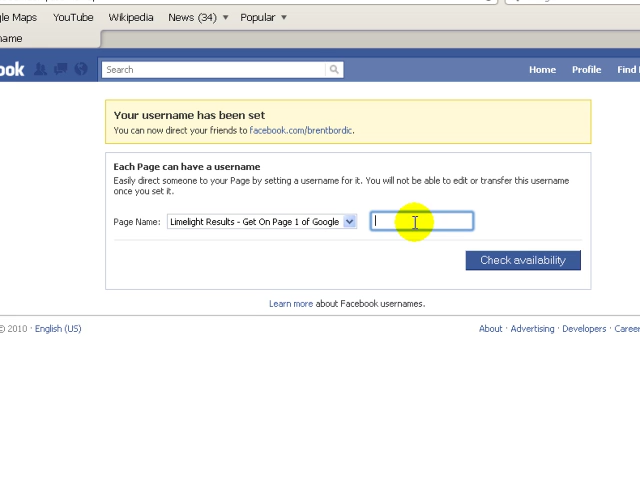 gle Maps YouTube Wikipedia News (34) Popular
name
ook Search Home Profile Find
Your username has been set
You can now direct your friends to facebook.com/brentbordic.
Each Page can have a username
Easily direct someone to your Page by setting a username for it. You will not be able to edit or transfer this username
once you set it.
Page Name: Limelight Results - Get On Page 1 of Google
Check availability
Learn more about Facebook usernames.
© 2010 · English (US) About · Advertising · Developers · Career